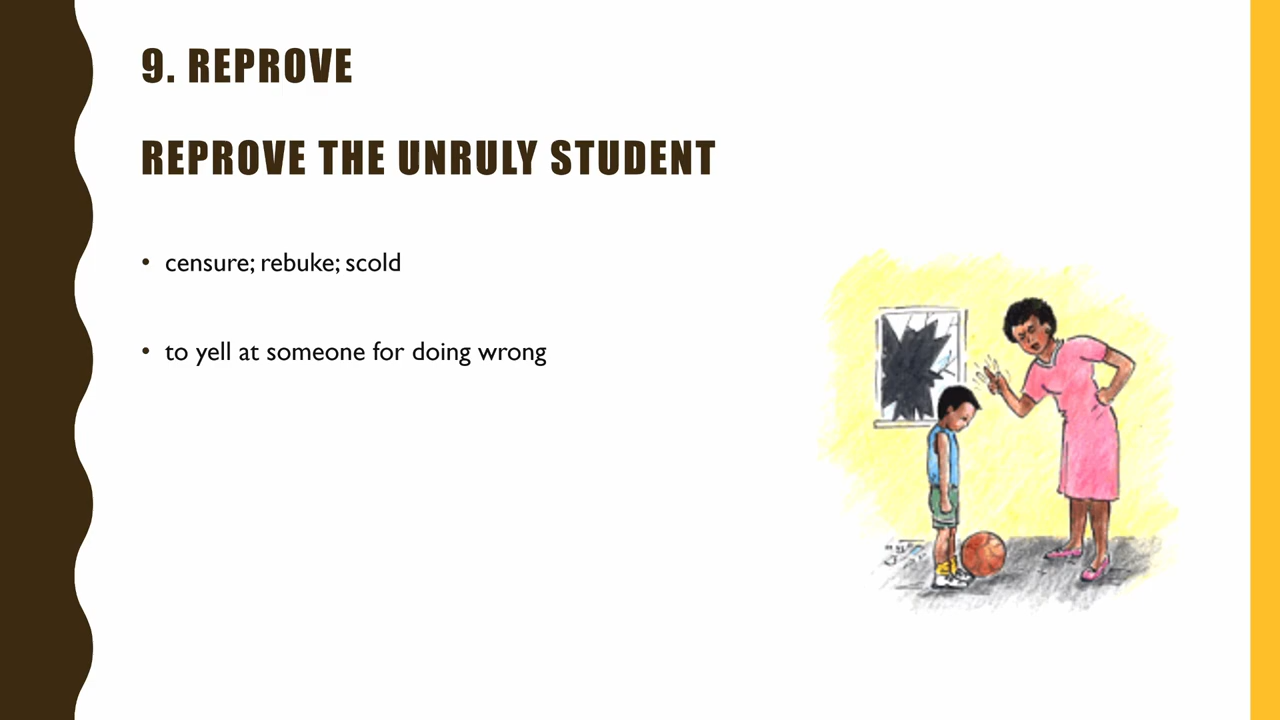 9. REPROVE
REPROVE THE UNRULY STUDENT
• censure; rebuke; scold
• to yell at someone for doing wrong